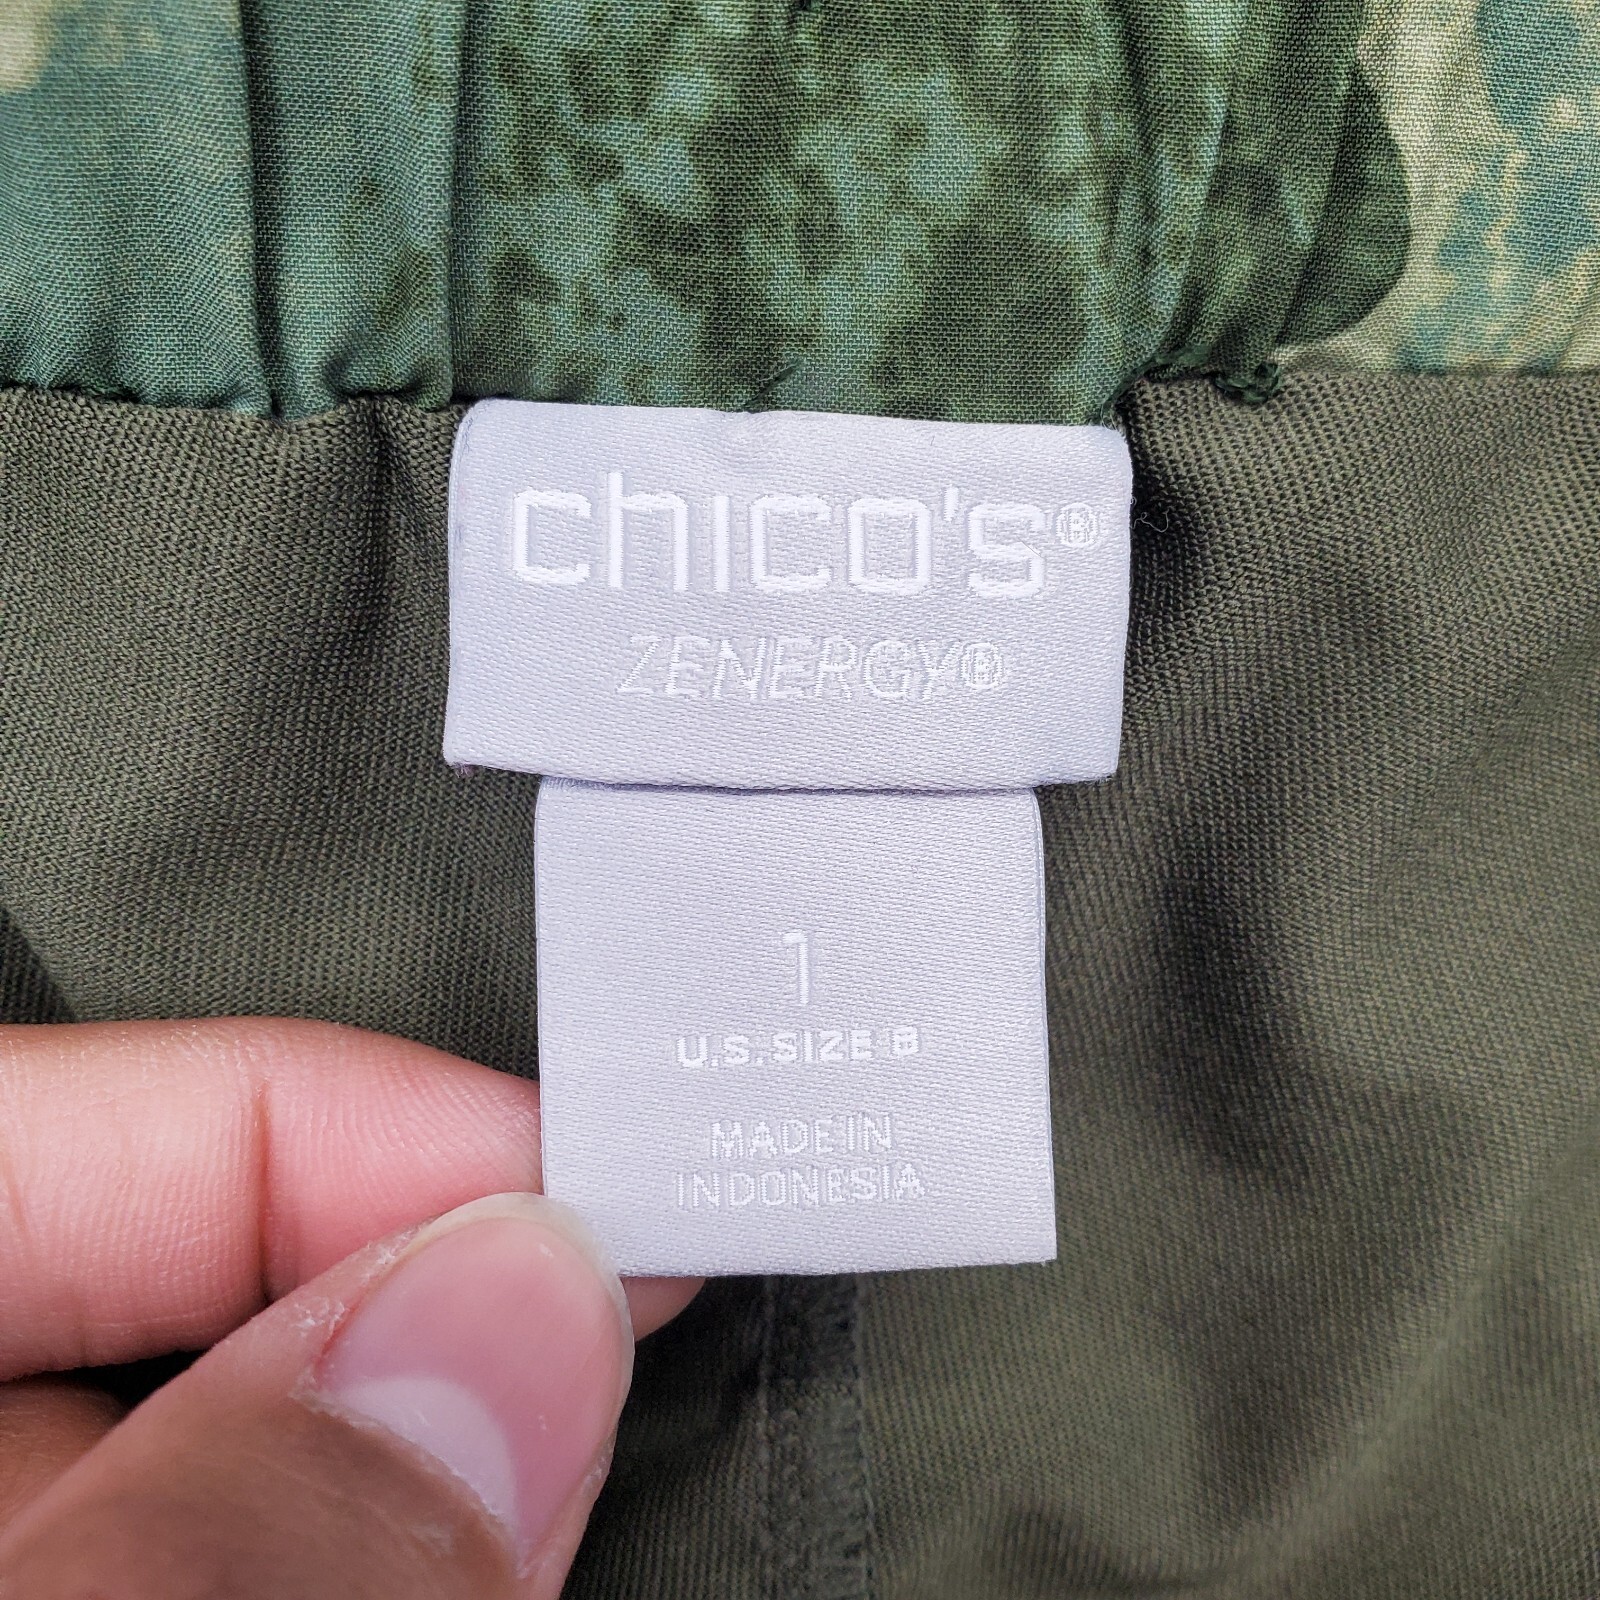 chico's®
ZENERGY®
1
U.S. SIZE 8
MADE IN
INDONESIA